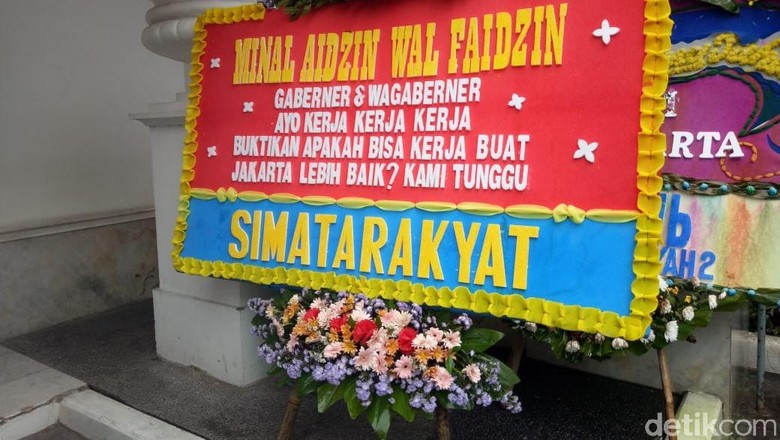 MINAL AIDZIN WAL FAIDZIN
GABERNER & WAGABERNER
AYO KERJA KERJA KERJA
BUKTIKAN APAKAH BISA KERJA BUAT
JAKARTA LEBIH BAIK? KAMI TUNGGU
SIMATARAKYAT
detikcom